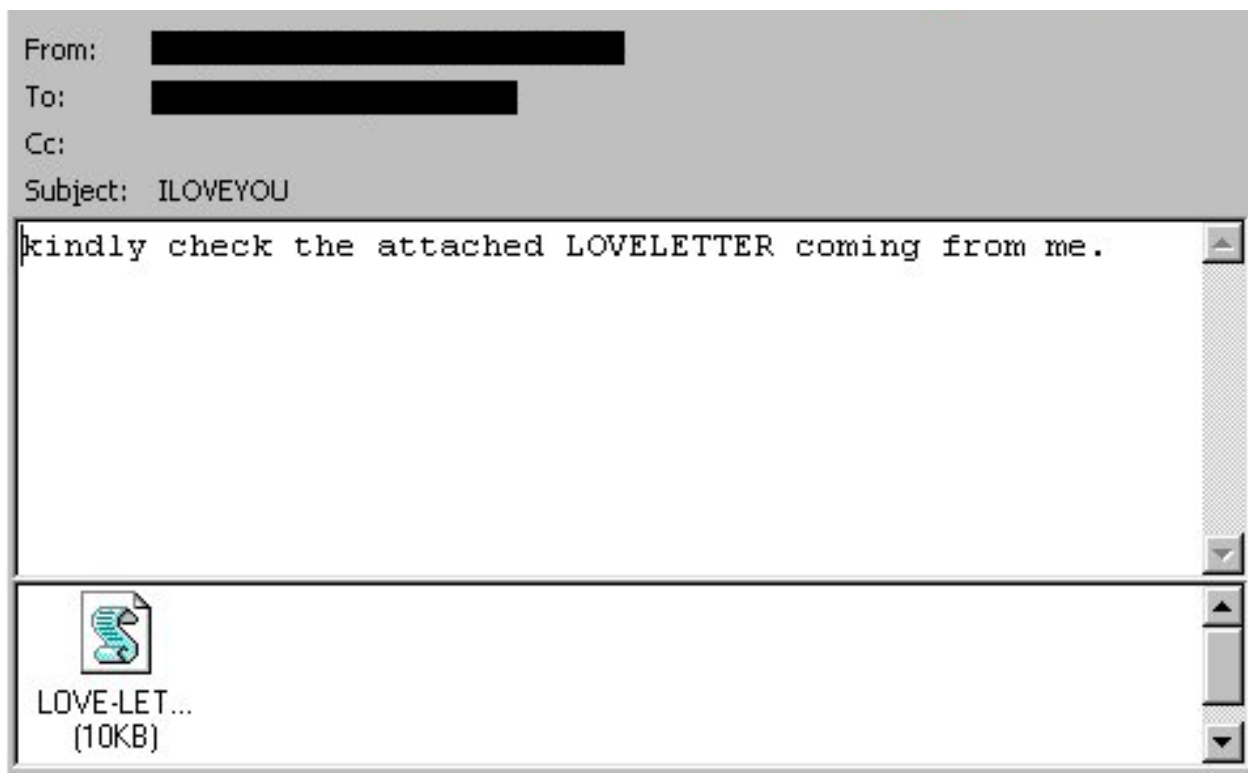 From:
To:
Cc:
Subject: ILOVEYOU
kindly check the attached LOVELETTER coming from me.
LOVE-LET...
(10KB)